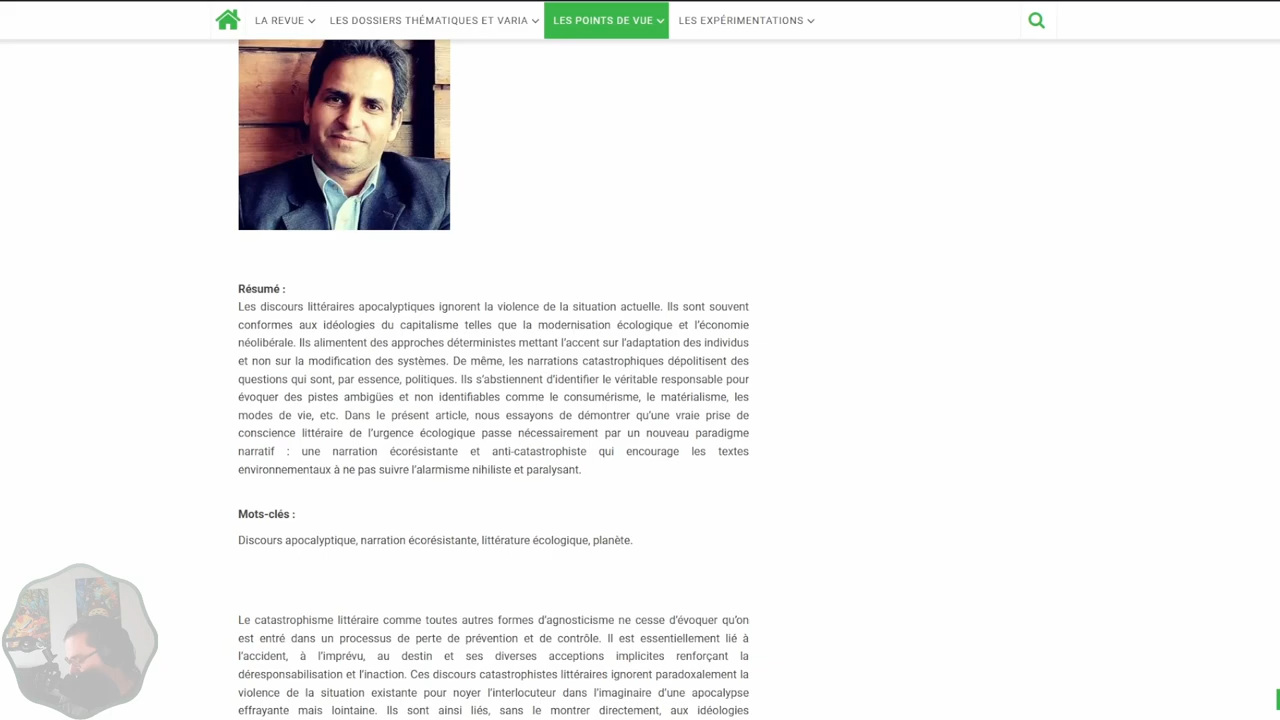 LA REVUE
LES DOSSIERS THÉMATIQUES ET VARIA
LES POINTS DE VUE
LES EXPÉRIMENTATIONS
Résumé :
Les discours littéraires apocalyptiques ignorent la violence de la situation actuelle. Ils sont souvent
conformes aux idéologies du capitalisme telles que la modernisation écologique et l’économie
néolibérale. Ils alimentent des approches déterministes mettant l’accent sur l’adaptation des individus
et non sur la modification des systèmes. De même, les narrations catastrophiques dépolitisent des
questions qui sont, par essence, politiques. Ils s’abstiennent d’identifier le véritable responsable pour
évoquer des pistes ambigües et non identifiables comme le consumérisme, le matérialisme, les
modes de vie, etc. Dans le présent article, nous essayons de démontrer qu’une vraie prise de
conscience littéraire de l’urgence écologique passe nécessairement par un nouveau paradigme
narratif : une narration écorésistante et anti-catastrophiste qui encourage les textes
environnementaux à ne pas suivre l’alarmisme nihiliste et paralysant.
Mots-clés :
Discours apocalyptique, narration écorésistante, littérature écologique, planète.
Le catastrophisme littéraire comme toutes autres formes d’agnosticisme ne cesse d’évoquer qu’on
est entré dans un processus de perte de prévention et de contrôle. Il est essentiellement lié à
l’accident, à l’imprévu, au destin et ses diverses acceptions implicites renforçant la
déresponsabilisation et l’inaction. Ces discours catastrophistes littéraires ignorent paradoxalement la
violence de la situation existante pour noyer l’interlocuteur dans l’imaginaire d’une apocalypse
effrayante mais lointaine. Ils sont ainsi liés, sans le montrer directement, aux idéologies